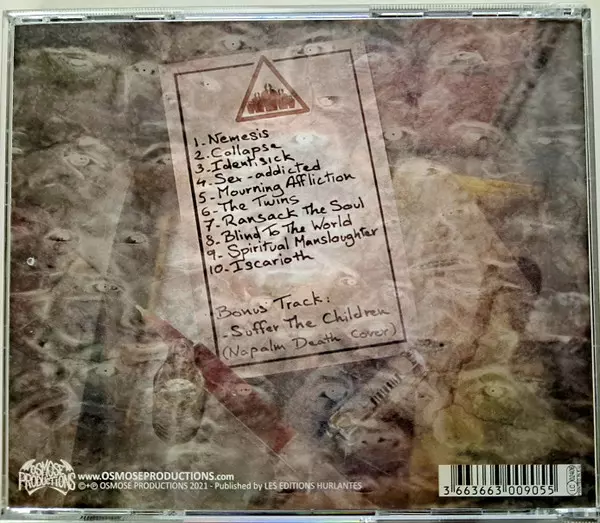 1. Nemesis
2. Collapse
3. Identisick
4. Sex-addicted
5. Mourning Affliction
6. The Twins
7. Ransack The Soul
8. Blind To The World
9. Spiritual Manslaughter
10. Iscarioth
Bonus Track:
- Suffer The Children
(Napalm Death cover)
OSMOSE
PRODUCTIONS
www.OSMOSEPRODUCTIONS.com
©+℗ OSMOSE PRODUCTIONS 2021 - Published by LES EDITIONS HURLANTES
3 663663 009055